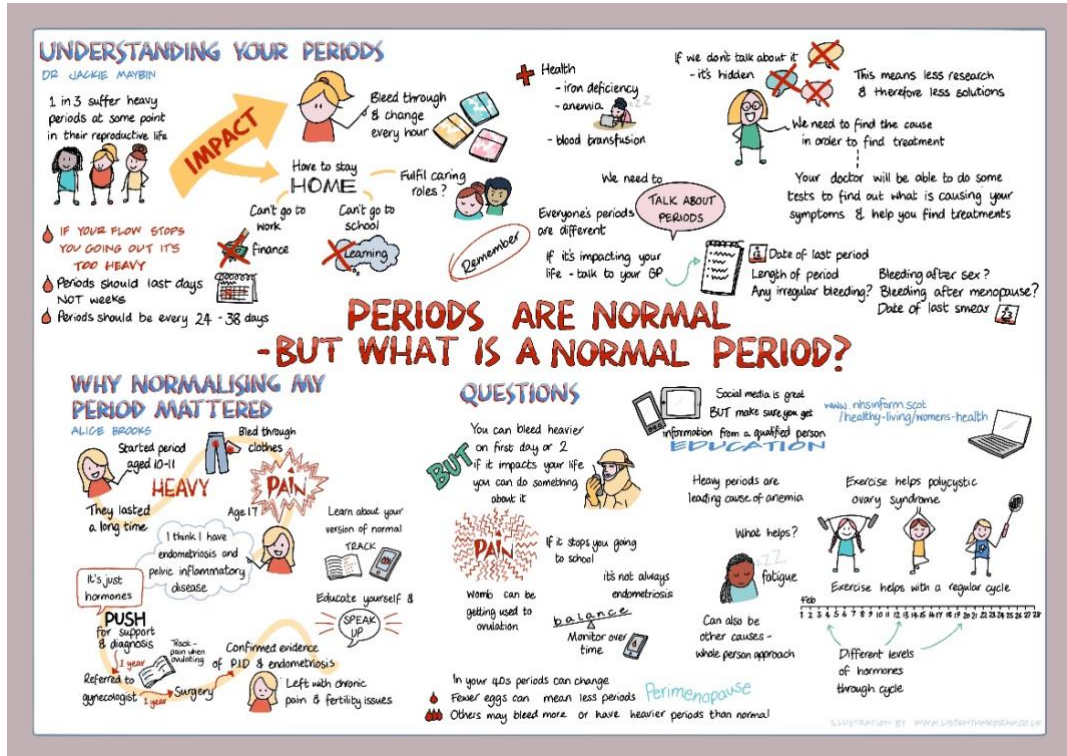 UNDERSTANDING YOUR PERIODS
DR JACKIE MAYBIN
1 in 3 suffer heavy
periods at some point
in their reproductive life
IMPACT
Bleed through
& change
every hour
Have to stay
HOME
Can't go to
work
finance
Can't go to
school
Learning
Fulfil caring
roles?
IF YOUR FLOW STOPS
YOU GOING OUT IT'S
TOO HEAVY
Periods should last days
NOT weeks
Periods should be every 24 - 38 days
Health
- iron deficiency
- anemia
zzz
- blood transfusion
If we don't talk about it
- it's hidden
This means less research
& therefore less solutions
We need to find the cause
in order to find treatment
Your doctor will be able to do some
tests to find out what is causing your
symptoms & help you find treatments
We need to
TALK ABOUT
PERIODS
Remember
Everyone's periods
are different
If it's impacting your
life - talk to your GP
Date of last period
Length of period
Any irregular bleeding?
Bleeding after sex?
Bleeding after menopause?
Date of last smear
PERIODS ARE NORMAL
- BUT WHAT IS A NORMAL PERIOD?
WHY NORMALISING MY
PERIOD MATTERED
ALICE BROOKS
Started period
aged 10-11
HEAVY
They lasted
a long time
Bled through
clothes
PAIN
Age 17
I think I have
endometriosis and
pelvic inflammatory
disease
It's just
hormones
PUSH
for support
& diagnosis
1 year
Referred to
gynecologist
Track -
pain when
ovulating
1 year
Surgery
Confirmed evidence
of P.I.D & endometriosis
Left with chronic
pain & fertility issues
Learn about your
version of normal
TRACK
Educate yourself &
SPEAK
UP
QUESTIONS
You can bleed heavier
on first day or 2
BUT
if it impacts your life
you can do something
about it
PAIN
If it stops you going
to school
Womb can be
getting used to
ovulation
it's not always
endometriosis
balance
Monitor over
time
In your 40s periods can change
Fewer eggs can mean less periods
Perimenopause
Others may bleed more or have heavier periods than normal
Social media is great
BUT make sure you get
information from a qualified person
EDUCATION
www.nhsinform.scot
/healthy-living/womens-health
Heavy periods are
leading cause of anemia
What helps?
zzz
fatigue
Can also be
other causes -
whole person approach
Exercise helps polycystic
ovary syndrome
Exercise helps with a regular cycle
Feb
1 2 3 4 5 6 7 8 9 10 11 12 13 14 15 16 17 18 19 20 21 22 23 24 25 26 27 28
Different levels
of hormones
through cycle
ILLUSTRATION BY WWW.LISTENTHINKDRAW.CO.UK